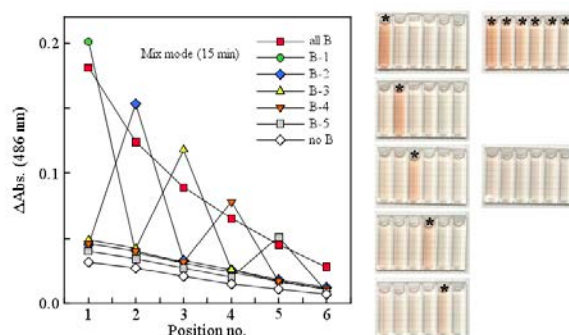 0.2
0.1
0.0
ΔAbs. (486 nm)
Mix mode (15 min)
all B
B-1
B-2
B-3
B-4
B-5
no B
1 2 3 4 5 6
Position no.
*
* * * * * *
*
*
*
*